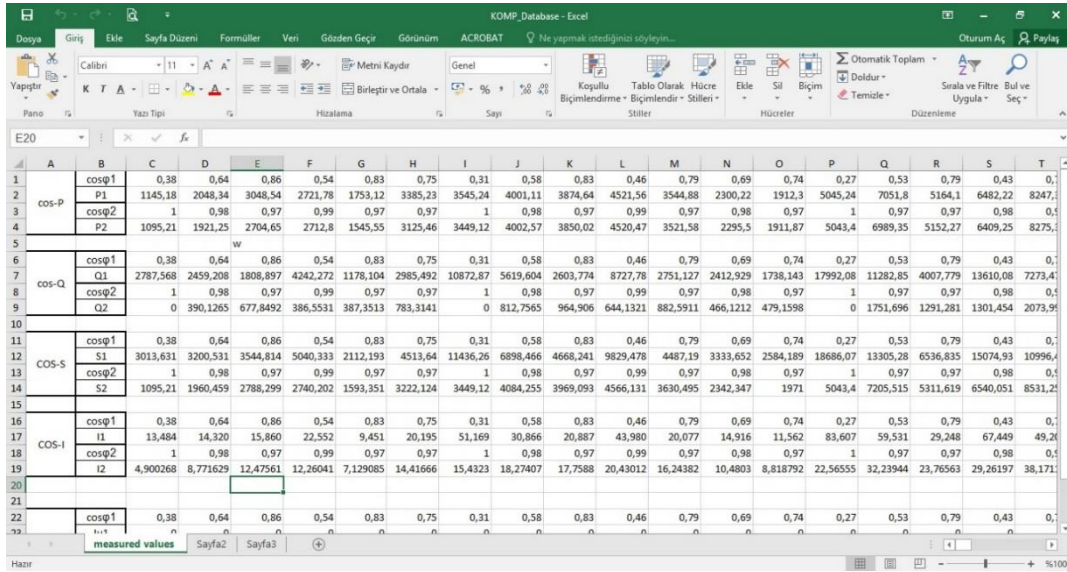 KOMP_Database - Excel
Dosya Giriş Ekle Sayfa Düzeni Formüller Veri Gözden Geçir Görünüm ACROBAT Ne yapmak istediğinizi söyleyin... Oturum Aç Paylaş
Yapıştır Calibri 11 Metni Kaydır Genel Koşullu Biçimlendirme Tablo Olarak Biçimlendir Hücre Stilleri Ekle Sil Biçim Otomatik Toplam Doldur Temizle Sırala ve Filtre Uygula Bul ve Seç
K T A Birleştir ve Ortala % ,
Pano Yazı Tipi Hizalama Sayı Stiller Hücreler Düzenleme
E20 fx
A B C D E F G H I J K L M N O P Q R S T
1 cosφ1 0,38 0,64 0,86 0,54 0,83 0,75 0,31 0,58 0,83 0,46 0,79 0,69 0,74 0,27 0,53 0,79 0,43 0,
2 cos-P P1 1145,18 2048,34 3048,54 2721,78 1753,12 3385,23 3545,24 4001,11 3874,64 4521,56 3544,88 2300,22 1912,3 5045,24 7051,8 5164,1 6482,22 8247,
3 cosφ2 1 0,98 0,97 0,99 0,97 0,97 1 0,98 0,97 0,99 0,97 0,98 0,97 1 0,97 0,97 0,98 0,
4 P2 1095,21 1921,25 2704,65 2712,8 1545,55 3125,46 3449,12 4002,57 3850,02 4520,47 3521,58 2295,5 1911,87 5043,4 6989,35 5152,27 6409,25 8275,
5 w
6 cosφ1 0,38 0,64 0,86 0,54 0,83 0,75 0,31 0,58 0,83 0,46 0,79 0,69 0,74 0,27 0,53 0,79 0,43 0,
7 cos-Q Q1 2787,568 2459,208 1808,897 4242,272 1178,104 2985,492 10872,87 5619,604 2603,774 8727,78 2751,127 2412,929 1738,143 17992,08 11282,85 4007,779 13610,08 7273,4
8 cosφ2 1 0,98 0,97 0,99 0,97 0,97 1 0,98 0,97 0,99 0,97 0,98 0,97 1 0,97 0,97 0,98 0,
9 Q2 0 390,1265 677,8492 386,5531 387,3513 783,3141 0 812,7565 964,906 644,1321 882,5911 466,1212 479,1598 0 1751,696 1291,281 1301,454 2073,9
10
11 cosφ1 0,38 0,64 0,86 0,54 0,83 0,75 0,31 0,58 0,83 0,46 0,79 0,69 0,74 0,27 0,53 0,79 0,43 0,
12 COS-S S1 3013,631 3200,531 3544,814 5040,333 2112,193 4513,64 11436,26 6898,466 4668,241 9829,478 4487,19 3333,652 2584,189 18686,07 13305,28 6536,835 15074,93 10996,
13 cosφ2 1 0,98 0,97 0,99 0,97 0,97 1 0,98 0,97 0,99 0,97 0,98 0,97 1 0,97 0,97 0,98 0,
14 S2 1095,21 1960,459 2788,299 2740,202 1593,351 3222,124 3449,12 4084,255 3969,093 4566,131 3630,495 2342,347 1971 5043,4 7205,515 5311,619 6540,051 8531,2
15
16 cosφ1 0,38 0,64 0,86 0,54 0,83 0,75 0,31 0,58 0,83 0,46 0,79 0,69 0,74 0,27 0,53 0,79 0,43 0,
17 COS-I I1 13,484 14,320 15,860 22,552 9,451 20,195 51,169 30,866 20,887 43,980 20,077 14,916 11,562 83,607 59,531 29,248 67,449 49,20
18 cosφ2 1 0,98 0,97 0,99 0,97 0,97 1 0,98 0,97 0,99 0,97 0,98 0,97 1 0,97 0,97 0,98 0,
19 I2 4,900268 8,771629 12,47561 12,26041 7,129085 14,41666 15,4323 18,27407 17,7588 20,43012 16,24382 10,4803 8,818792 22,56555 32,23944 23,76563 29,26197 38,171
20
21
22 cosφ1 0,38 0,64 0,86 0,54 0,83 0,75 0,31 0,58 0,83 0,46 0,79 0,69 0,74 0,27 0,53 0,79 0,43 0,
measured values Sayfa2 Sayfa3
Hazır %100